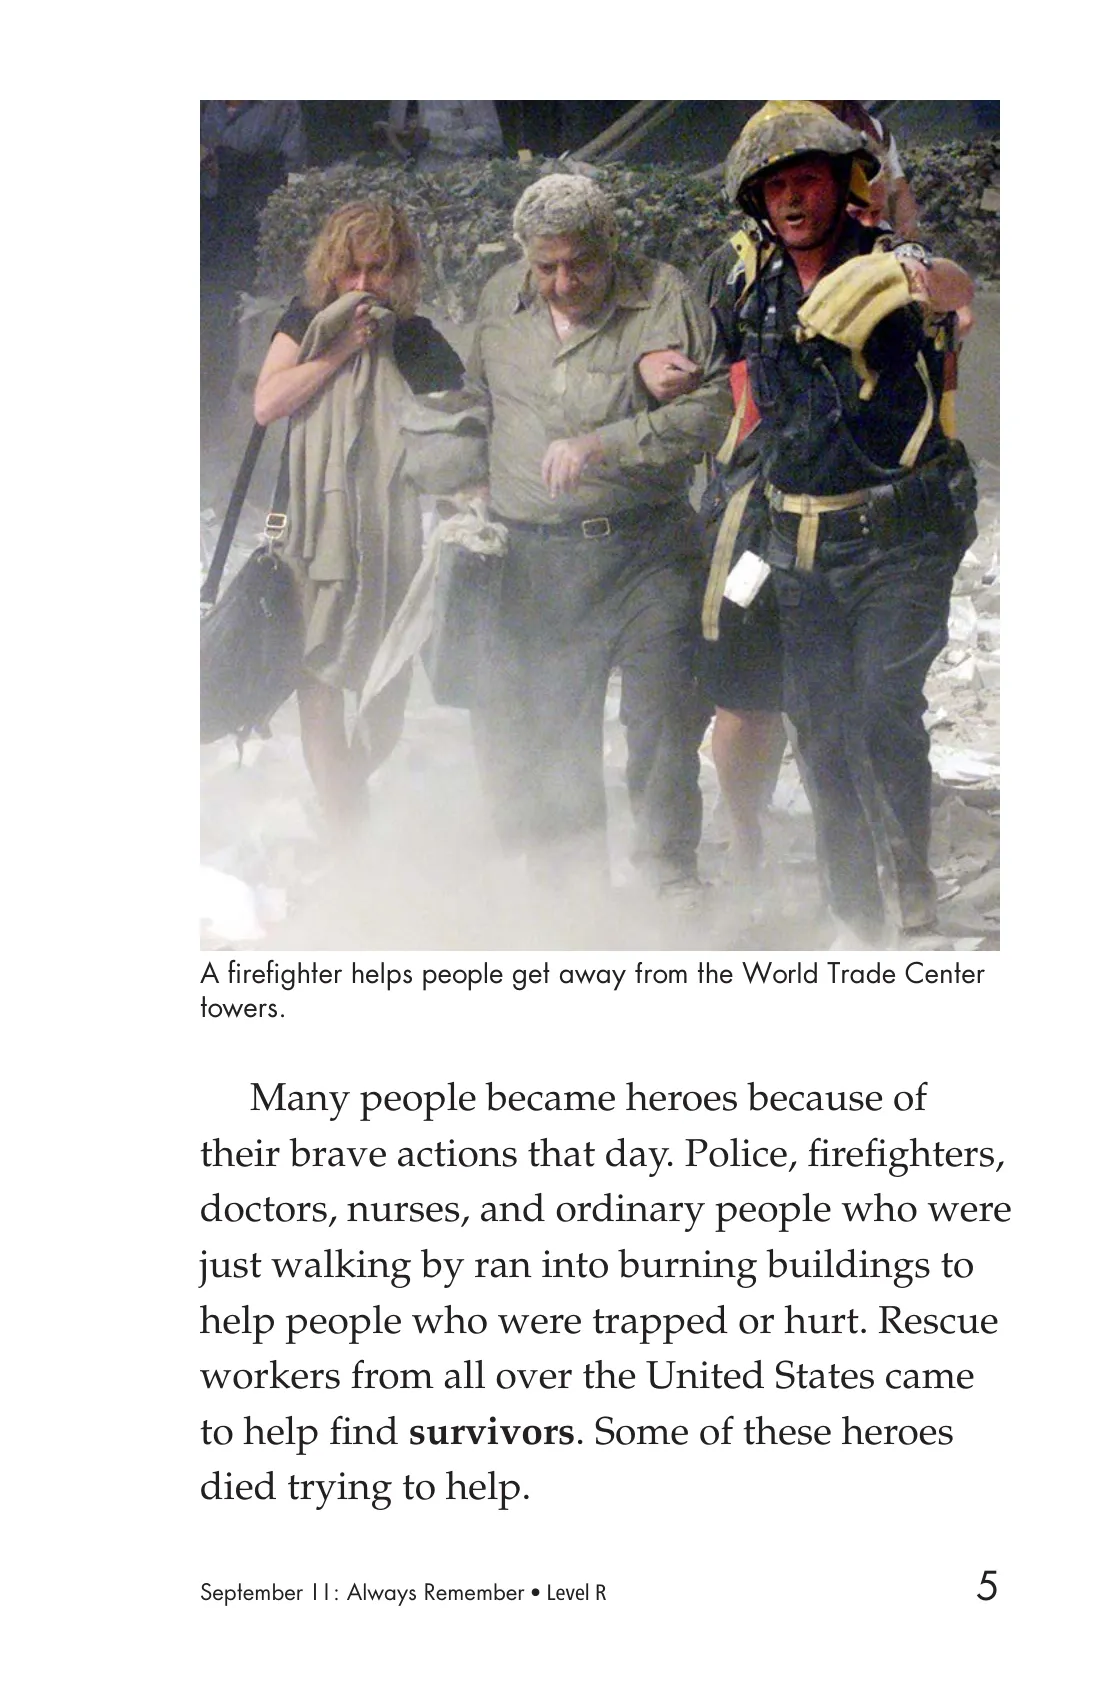 A firefighter helps people get away from the World Trade Center
towers.
Many people became heroes because of
their brave actions that day. Police, firefighters,
doctors, nurses, and ordinary people who were
just walking by ran into burning buildings to
help people who were trapped or hurt. Rescue
workers from all over the United States came
to help find survivors. Some of these heroes
died trying to help.
September 11: Always Remember • Level R
5